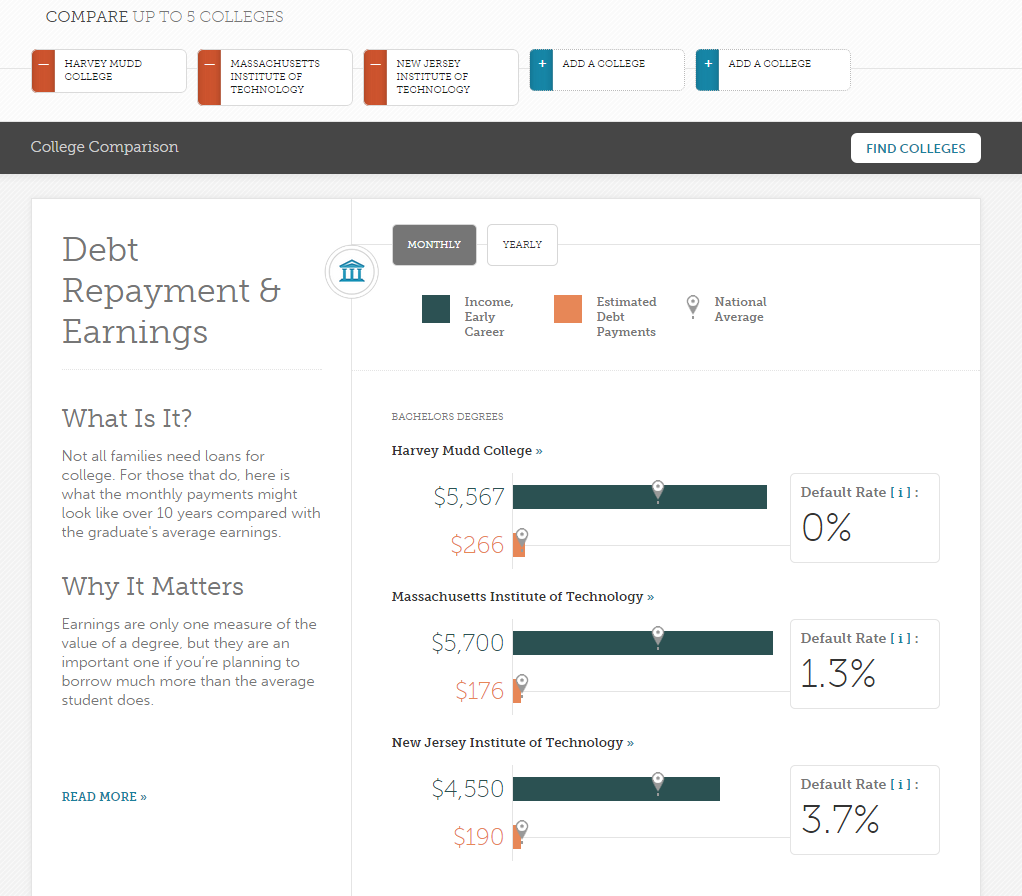 COMPARE UP TO 5 COLLEGES
–
HARVEY MUDD
COLLEGE
–
MASSACHUSETTS
INSTITUTE OF
TECHNOLOGY
–
NEW JERSEY
INSTITUTE OF
TECHNOLOGY
+
ADD A COLLEGE
+
ADD A COLLEGE
College Comparison
FIND COLLEGES
Debt
Repayment &
Earnings
What Is It?
Not all families need loans for
college. For those that do, here is
what the monthly payments might
look like over 10 years compared with
the graduate's average earnings.
Why It Matters
Earnings are only one measure of the
value of a degree, but they are an
important one if you’re planning to
borrow much more than the average
student does.
READ MORE »
MONTHLY
YEARLY
Income,
Early
Career
Estimated
Debt
Payments
National
Average
BACHELORS DEGREES
Harvey Mudd College »
$5,567
$266
Default Rate [ i ] :
0%
Massachusetts Institute of Technology »
$5,700
$176
Default Rate [ i ] :
1.3%
New Jersey Institute of Technology »
$4,550
$190
Default Rate [ i ] :
3.7%